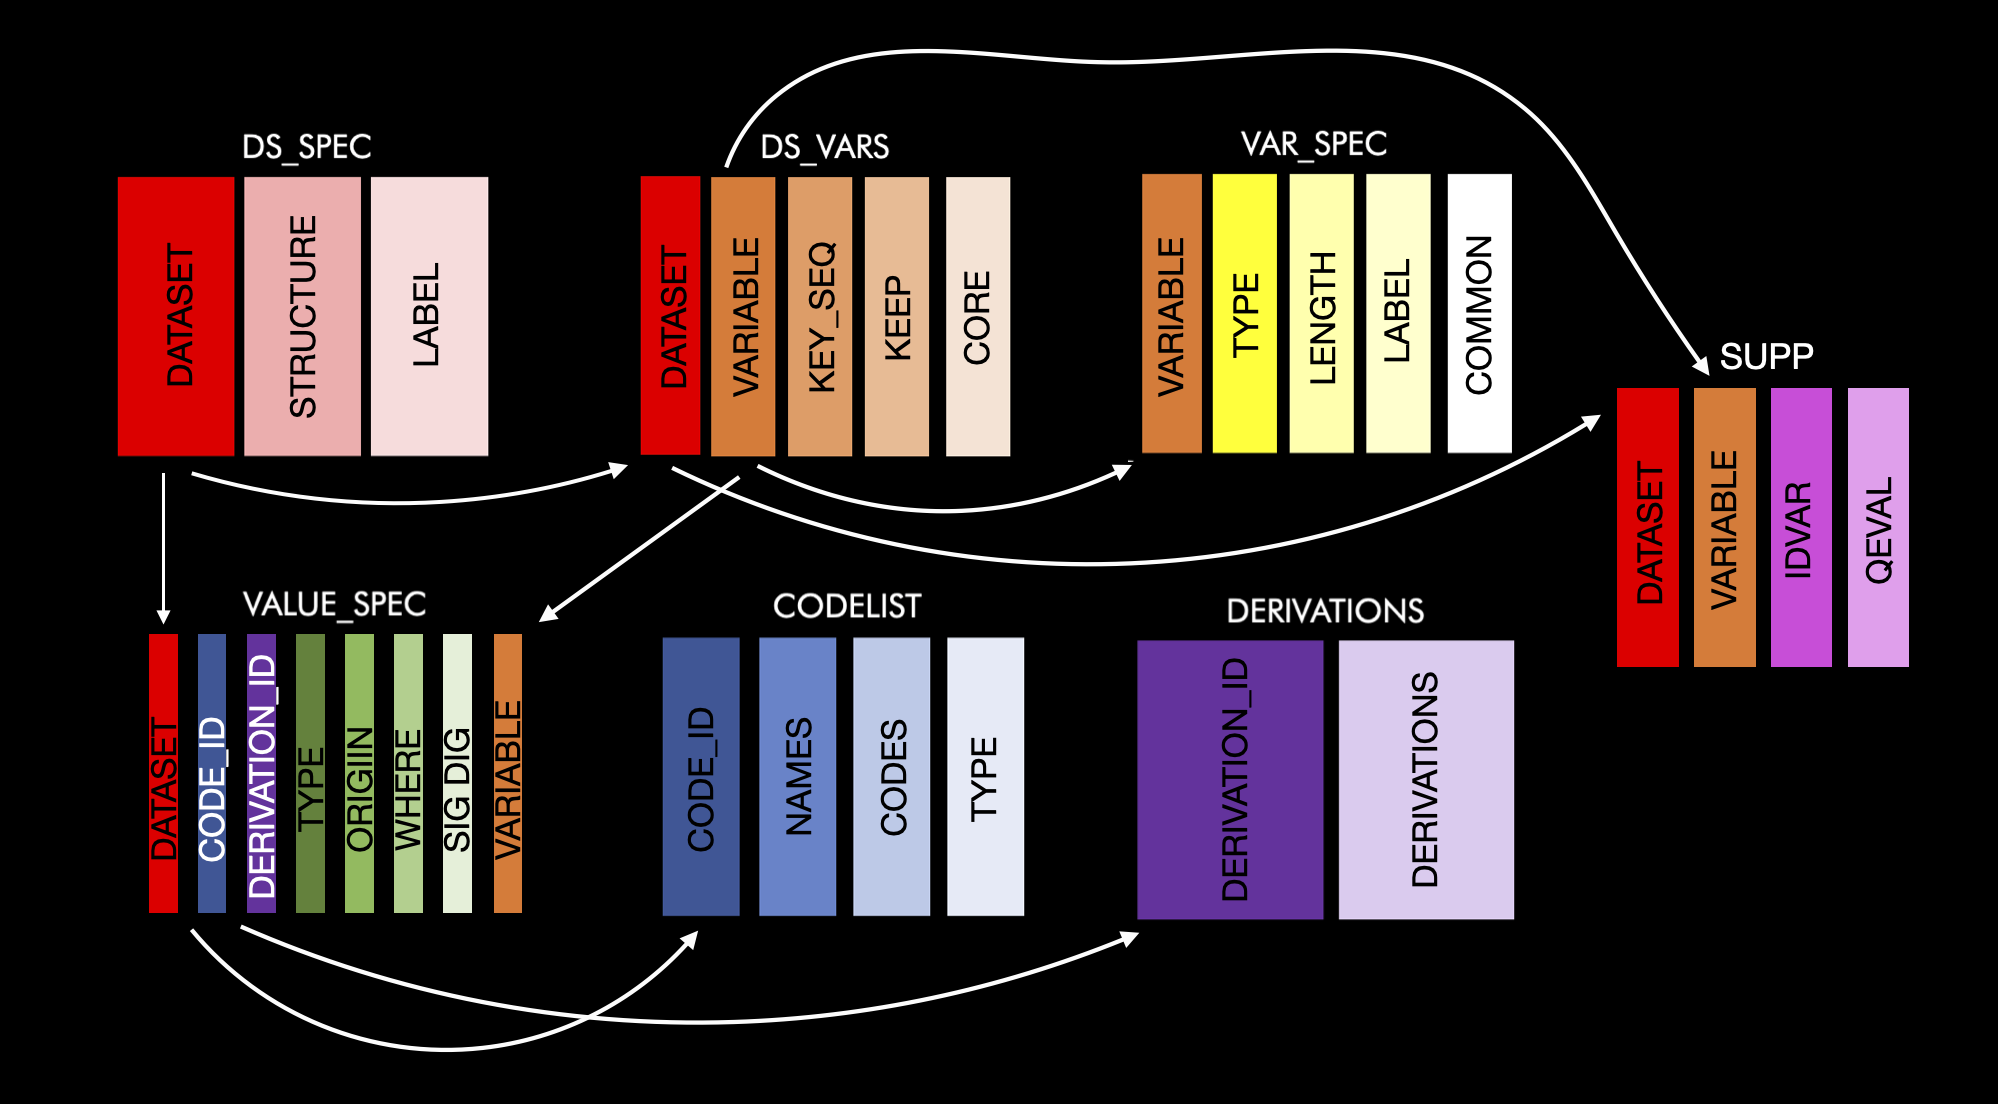 DS_SPEC
DATASET
STRUCTURE
LABEL
DS_VARS
DATASET
VARIABLE
KEY_SEQ
KEEP
CORE
VAR_SPEC
VARIABLE
TYPE
LENGTH
LABEL
COMMON
SUPP
DATASET
VARIABLE
IDVAR
QEVAL
VALUE_SPEC
DATASET
CODE_ID
DERIVATION_ID
TYPE
ORIGIN
WHERE
SIG DIG
VARIABLE
CODELIST
CODE_ID
NAMES
CODES
TYPE
DERIVATIONS
DERIVATION_ID
DERIVATIONS